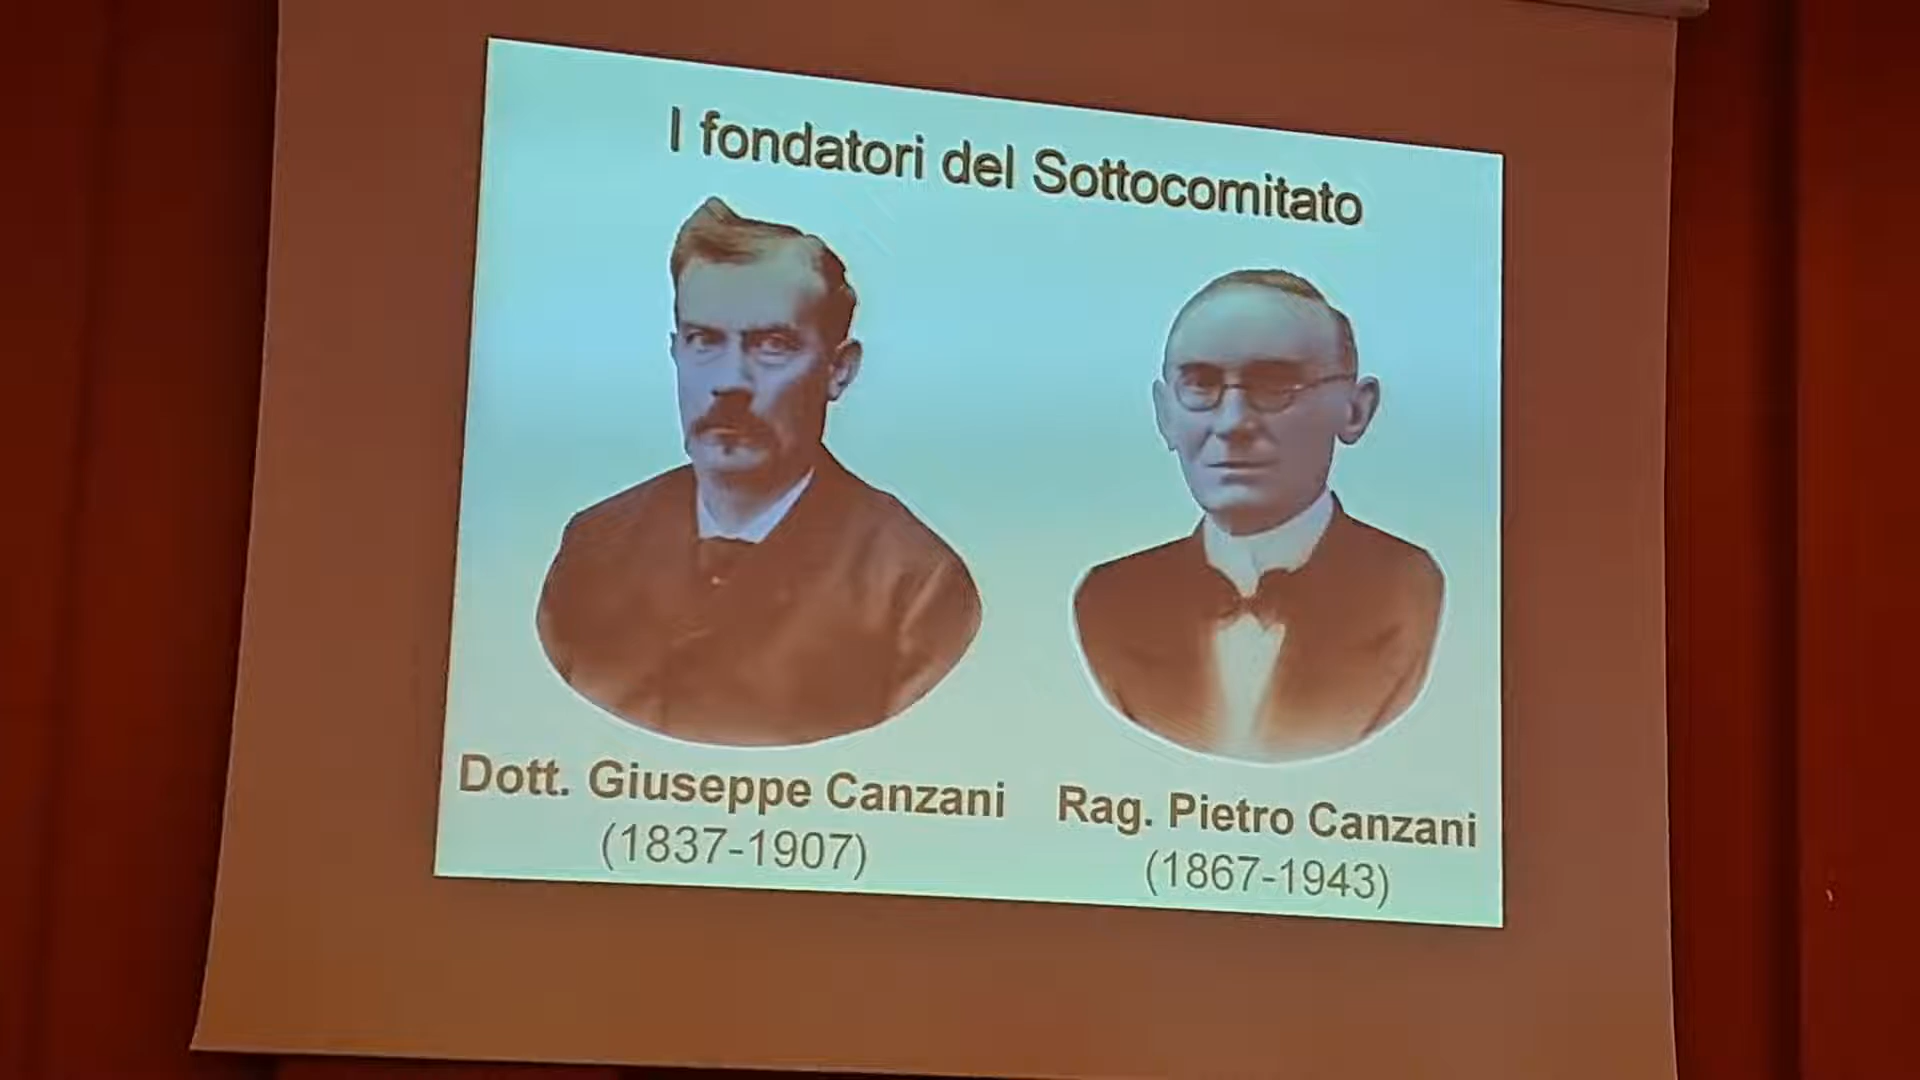 I fondatori del Sottocomitato
Dott. Giuseppe Canzani
(1837-1907)
Rag. Pietro Canzani
(1867-1943)